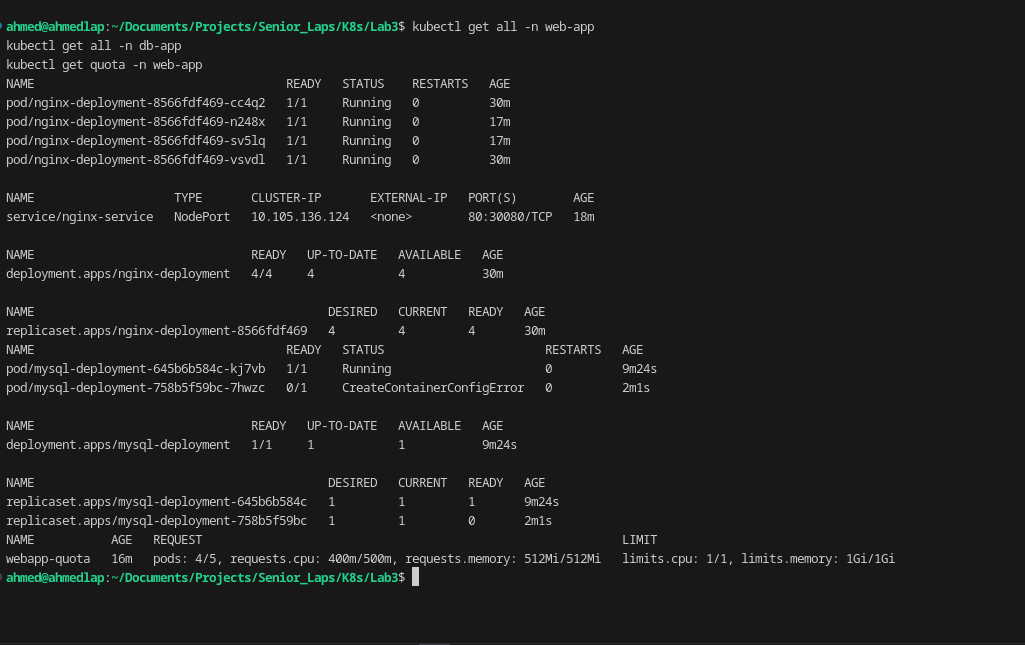 ahmed@ahmedlap:~/Documents/Projects/Senior_Laps/K8s/Lab3$ kubectl get all -n web-app
kubectl get all -n db-app
kubectl get quota -n web-app
NAME                                    READY   STATUS    RESTARTS   AGE
pod/nginx-deployment-8566fdf469-cc4q2   1/1     Running   0          30m
pod/nginx-deployment-8566fdf469-n248x   1/1     Running   0          17m
pod/nginx-deployment-8566fdf469-sv5lq   1/1     Running   0          17m
pod/nginx-deployment-8566fdf469-vsvdl   1/1     Running   0          30m
NAME                    TYPE       CLUSTER-IP       EXTERNAL-IP   PORT(S)        AGE
service/nginx-service   NodePort   10.105.136.124   <none>        80:30080/TCP   18m
NAME                               READY   UP-TO-DATE   AVAILABLE   AGE
deployment.apps/nginx-deployment   4/4     4            4           30m
NAME                                          DESIRED   CURRENT   READY   AGE
replicaset.apps/nginx-deployment-8566fdf469   4         4         4       30m
NAME                                    READY   STATUS                       RESTARTS   AGE
pod/mysql-deployment-645b6b584c-kj7vb   1/1     Running                      0          9m24s
pod/mysql-deployment-758b5f59bc-7hwzc   0/1     CreateContainerConfigError   0          2m1s
NAME                               READY   UP-TO-DATE   AVAILABLE   AGE
deployment.apps/mysql-deployment   1/1     1            1           9m24s
NAME                                          DESIRED   CURRENT   READY   AGE
replicaset.apps/mysql-deployment-645b6b584c   1         1         1       9m24s
replicaset.apps/mysql-deployment-758b5f59bc   1         1         0       2m1s
NAME           AGE   REQUEST                                                            LIMIT
webapp-quota   16m   pods: 4/5, requests.cpu: 400m/500m, requests.memory: 512Mi/512Mi   limits.cpu: 1/1, limits.memory: 1Gi/1Gi
ahmed@ahmedlap:~/Documents/Projects/Senior_Laps/K8s/Lab3$